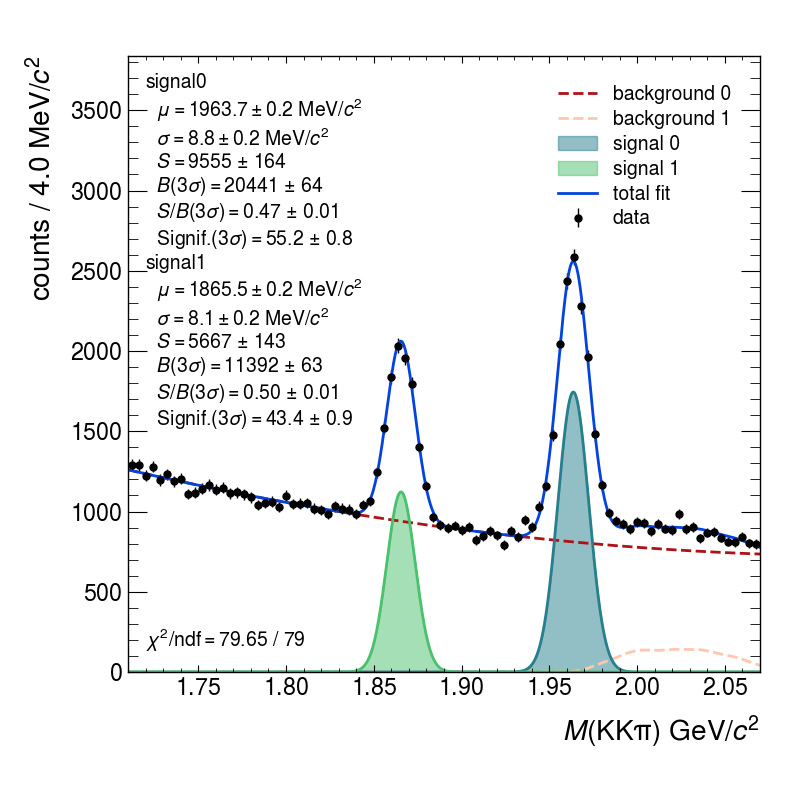 counts / 4.0 MeV/c²
signal0
μ = 1963.7 ± 0.2 MeV/c²
σ = 8.8 ± 0.2 MeV/c²
S = 9555 ± 164
B(3σ) = 20441 ± 64
S/B(3σ) = 0.47 ± 0.01
Signif.(3σ) = 55.2 ± 0.8
signal1
μ = 1865.5 ± 0.2 MeV/c²
σ = 8.1 ± 0.2 MeV/c²
S = 5667 ± 143
B(3σ) = 11392 ± 63
S/B(3σ) = 0.50 ± 0.01
Signif.(3σ) = 43.4 ± 0.9
χ²/ndf = 79.65 / 79
background 0
background 1
signal 0
signal 1
total fit
data
3500
3000
2500
2000
1500
1000
500
0
1.75 1.80 1.85 1.90 1.95 2.00 2.05
M(KKπ) GeV/c²